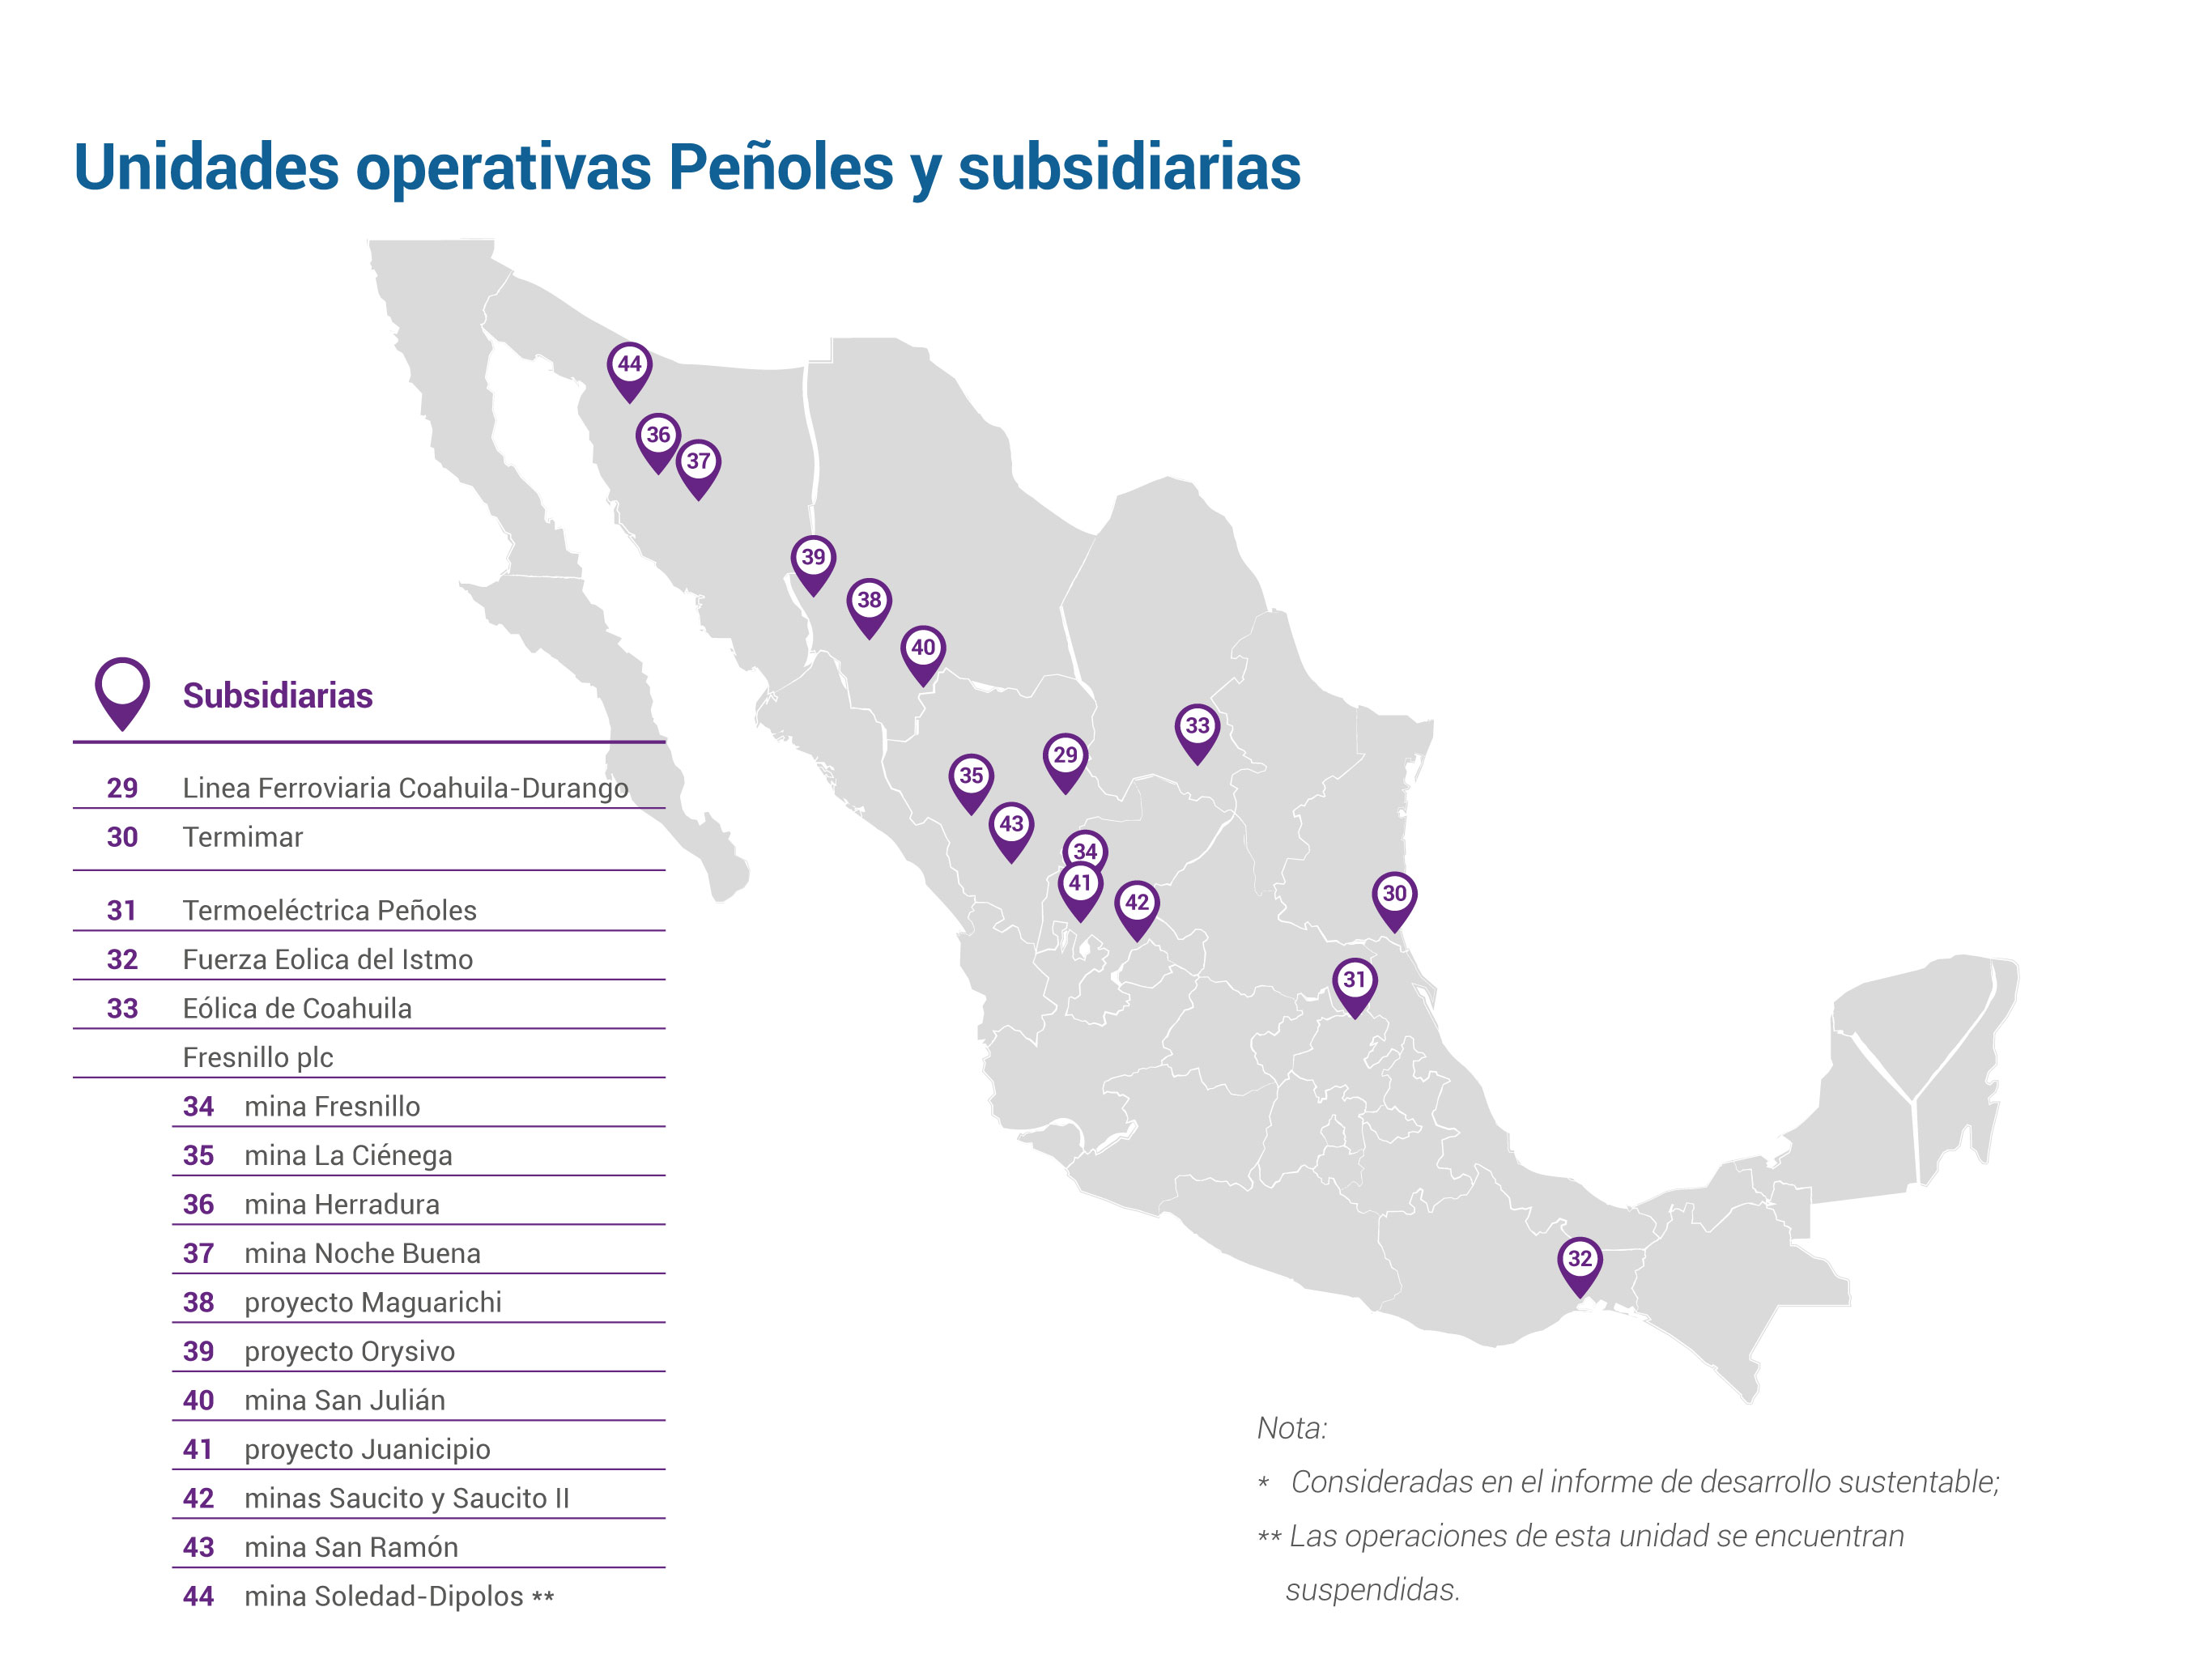 Unidades operativas Peñoles y subsidiarias
44
36
37
39
38
40
33
29
35
43
34
41
42
30
31
32
Subsidiarias
29 Linea Ferroviaria Coahuila-Durango
30 Termimar
31 Termoeléctrica Peñoles
32 Fuerza Eolica del Istmo
33 Eólica de Coahuila
Fresnillo plc
34 mina Fresnillo
35 mina La Ciénega
36 mina Herradura
37 mina Noche Buena
38 proyecto Maguarichi
39 proyecto Orysivo
40 mina San Julián
41 proyecto Juanicipio
42 minas Saucito y Saucito II
43 mina San Ramón
44 mina Soledad-Dipolos **
Nota:
* Consideradas en el informe de desarrollo sustentable;
** Las operaciones de esta unidad se encuentran
suspendidas.